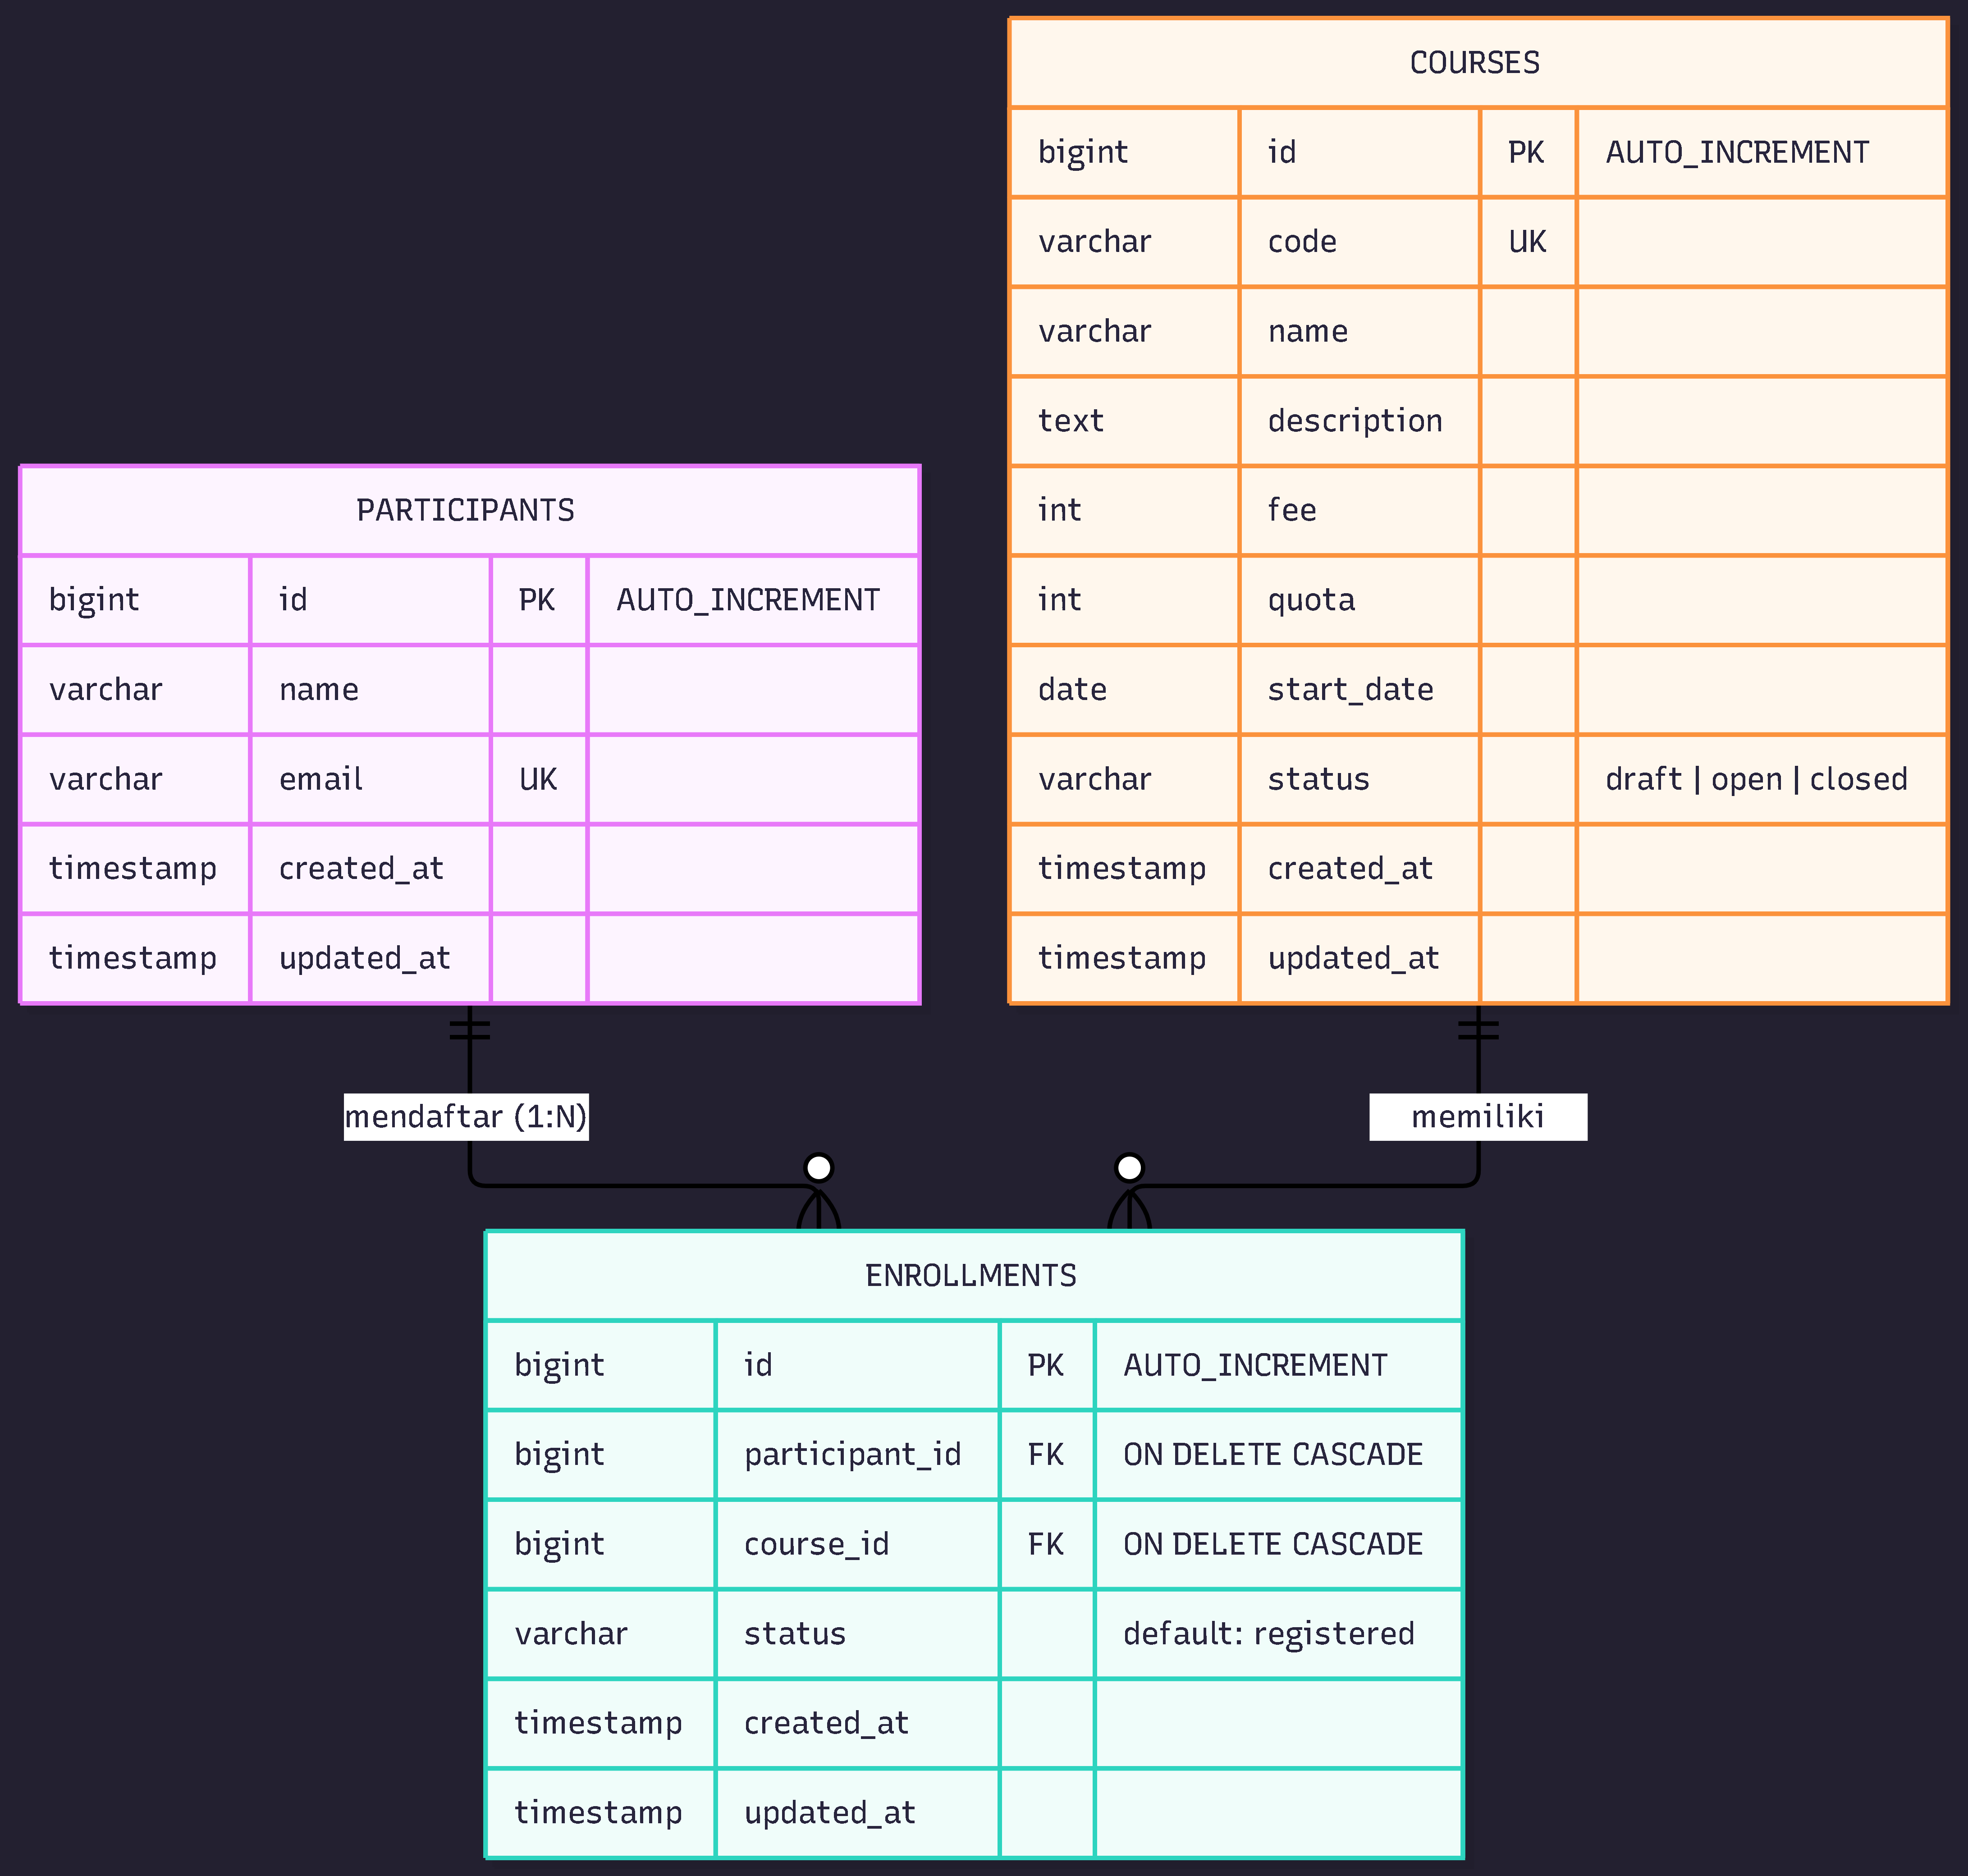 COURSES
bigint id PK AUTO_INCREMENT
varchar code UK
varchar name
text description
int fee
int quota
date start_date
varchar status draft | open | closed
timestamp created_at
timestamp updated_at
PARTICIPANTS
bigint id PK AUTO_INCREMENT
varchar name
varchar email UK
timestamp created_at
timestamp updated_at
mendaftar (1:N)
memiliki
ENROLLMENTS
bigint id PK AUTO_INCREMENT
bigint participant_id FK ON DELETE CASCADE
bigint course_id FK ON DELETE CASCADE
varchar status default: registered
timestamp created_at
timestamp updated_at